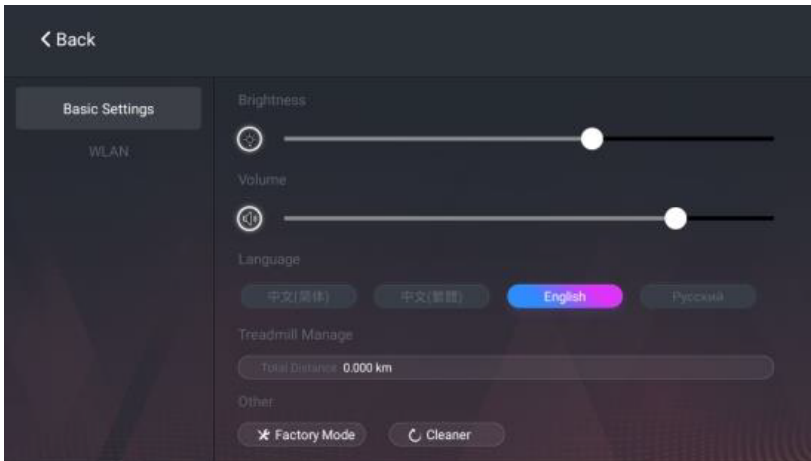 Back
Basic Settings
WLAN
Brightness
Volume
Language
中文(简体) 中文(繁體) English Русский
Treadmill Manage
Total Distance 0.000 km
Other
Factory Mode Cleaner